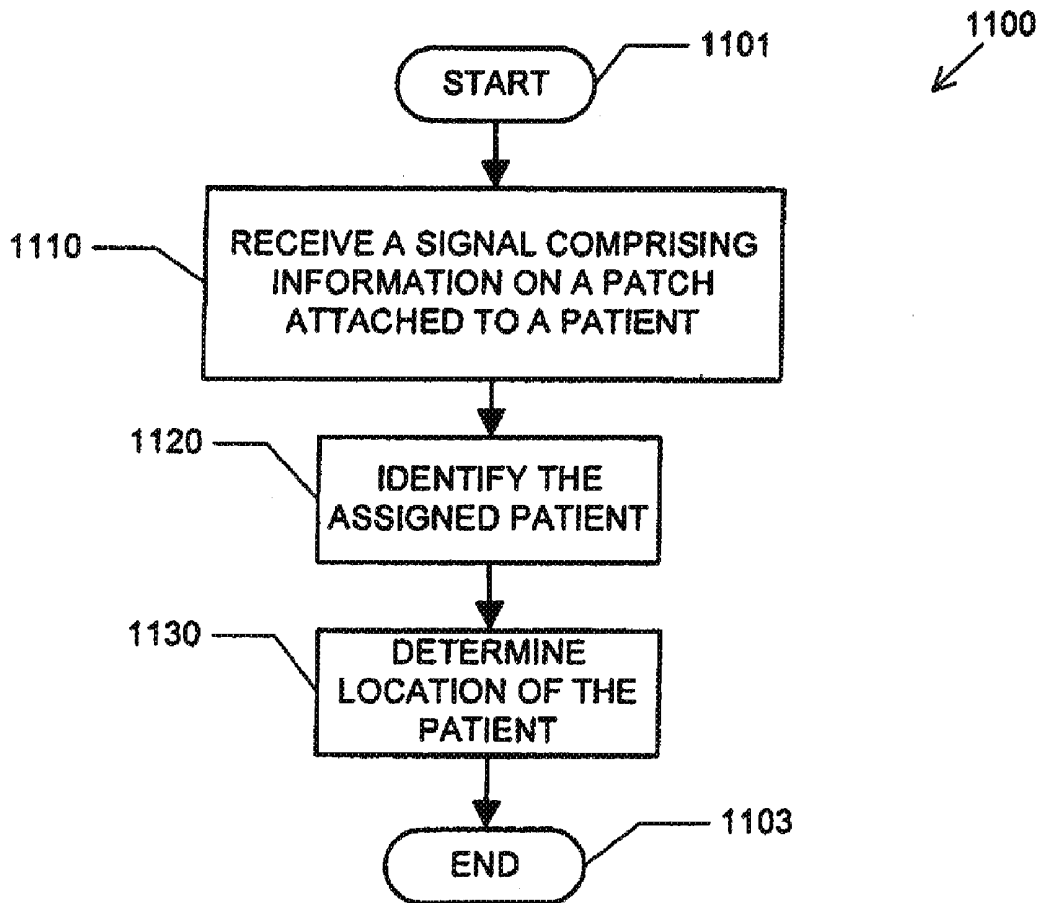 1100
1101
START
1110
RECEIVE A SIGNAL COMPRISING
INFORMATION ON A PATCH
ATTACHED TO A PATIENT
1120
IDENTIFY THE
ASSIGNED PATIENT
1130
DETERMINE
LOCATION OF THE
PATIENT
1103
END